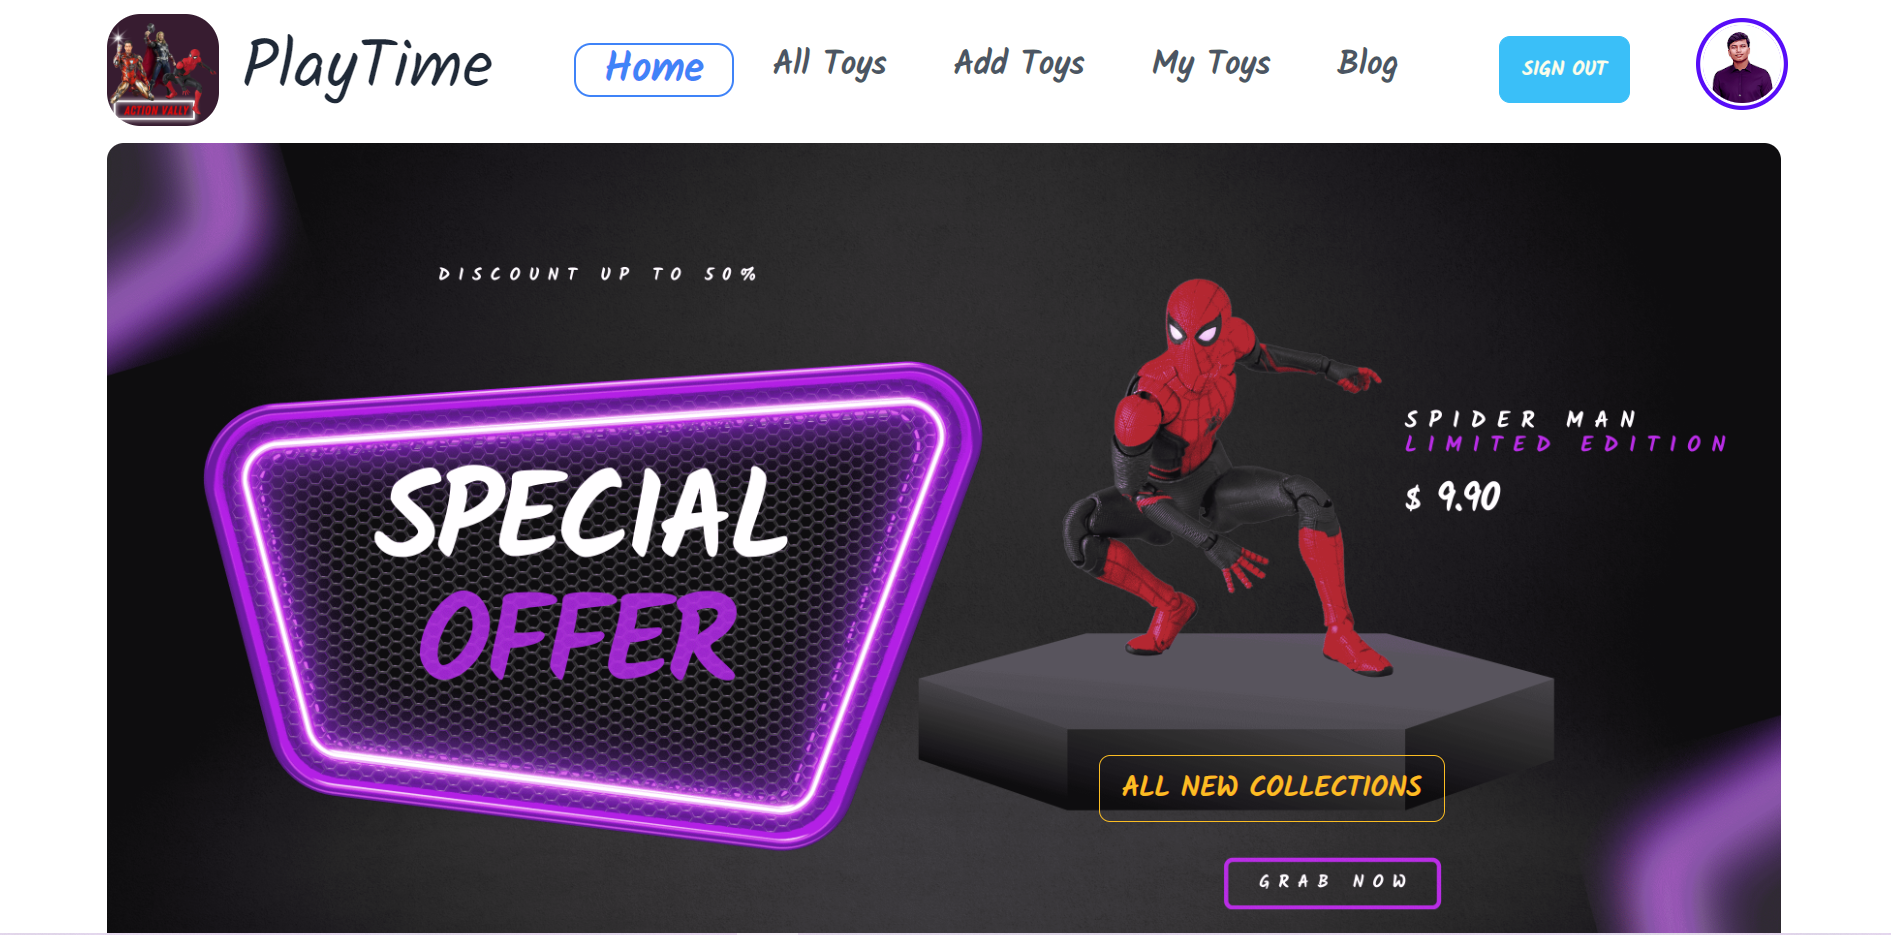 ACTION VALLY
PlayTime
Home
All Toys
Add Toys
My Toys
Blog
SIGN OUT
DISCOUNT UP TO 50%
SPECIAL
OFFER
SPIDER MAN
LIMITED EDITION
$ 9.90
ALL NEW COLLECTIONS
GRAB NOW